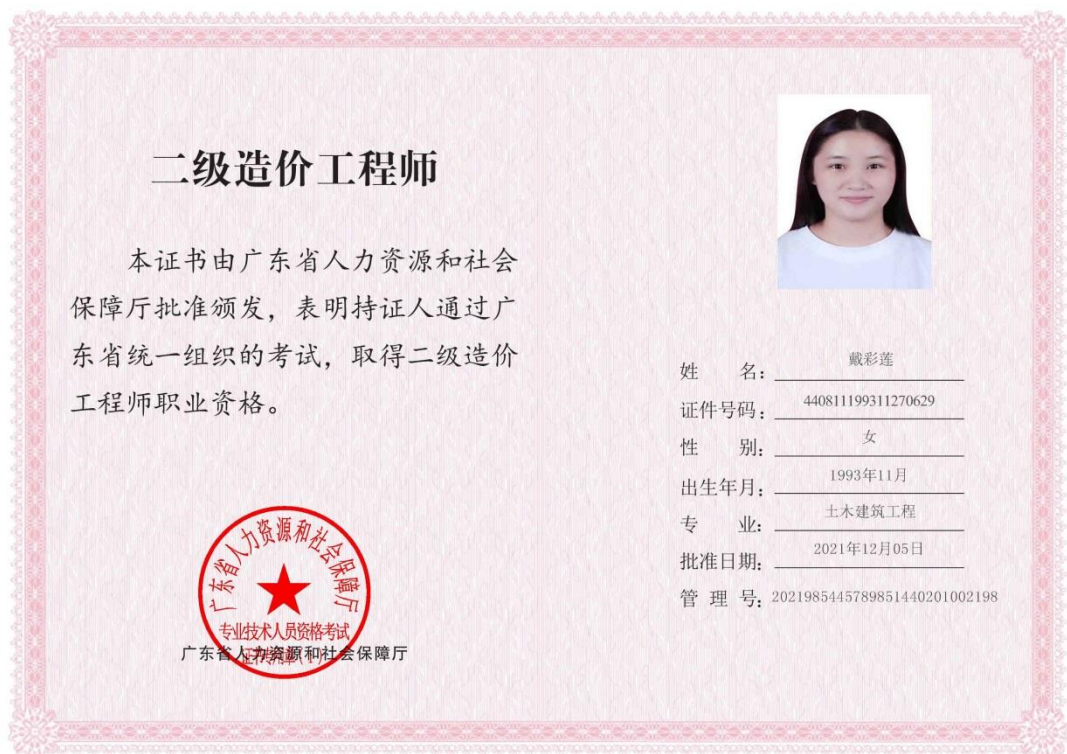 二级造价工程师
本证书由广东省人力资源和社会
保障厅批准颁发，表明持证人通过广
东省统一组织的考试，取得二级造价
工程师职业资格。
姓 名：戴彩莲
证件号码：440811199311270629
性 别：女
出生年月：1993年11月
专 业：土木建筑工程
批准日期：2021年12月05日
管 理 号：2021985445789851440201002198
广东省人力资源和社会保障厅
专业技术人员资格考试
广东省人力资源和社会保障厅